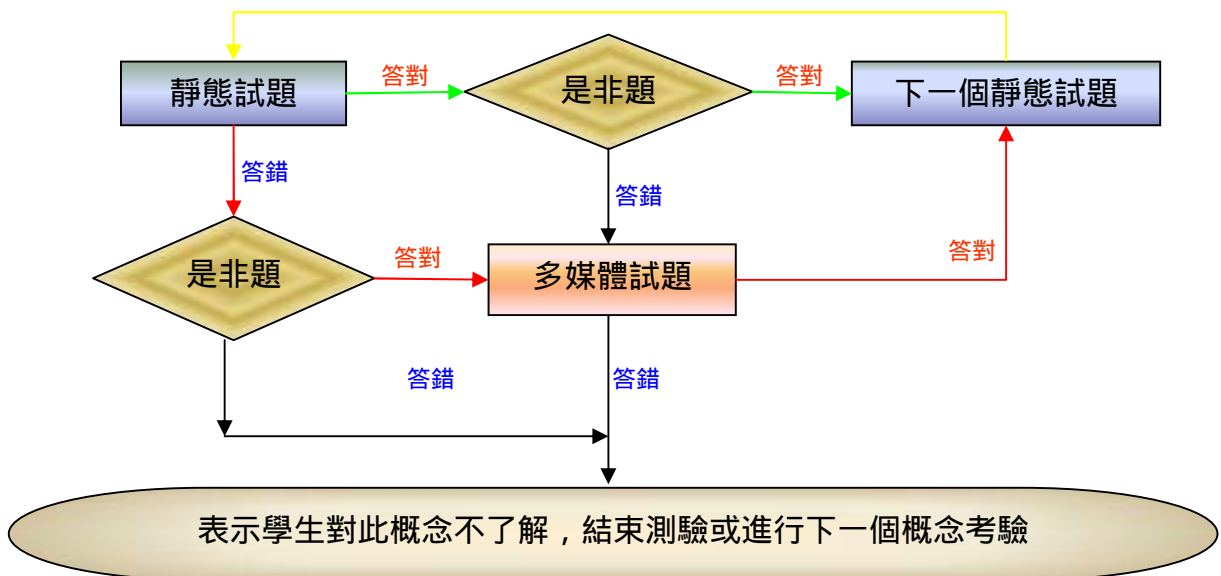 靜態試題
答對
是非題
答對
下一個靜態試題
答錯
答錯
是非題
答對
多媒體試題
答對
答錯
答錯
表示學生對此概念不了解，結束測驗或進行下一個概念考驗